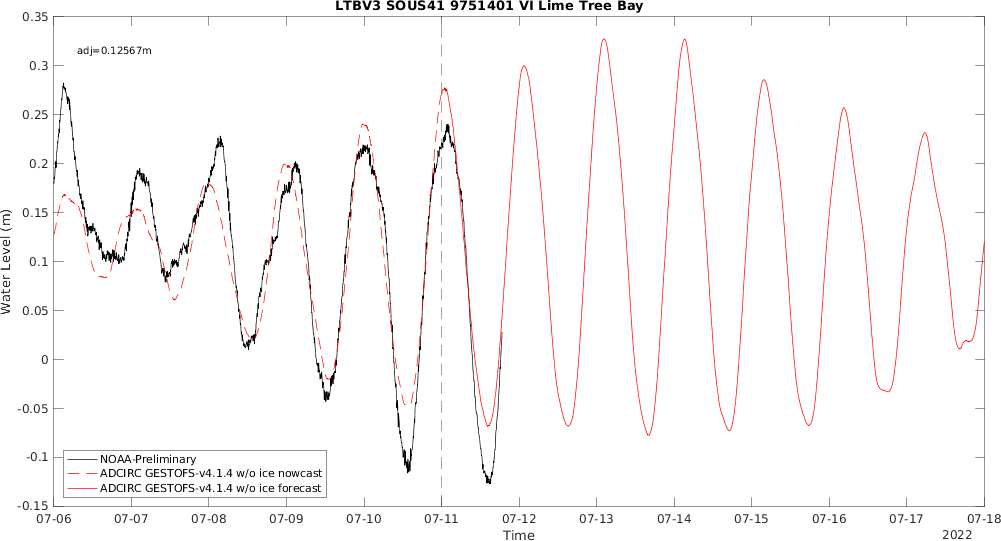 LTBV3 SOUS41 9751401 VI Lime Tree Bay
0.35
adj=0.12567m
0.3
0.25
0.2
0.15
0.1
0.05
0
-0.05
-0.1
-0.15
Water Level (m)
NOAA-Preliminary
ADCIRC GESTOFS-v4.1.4 w/o ice nowcast
ADCIRC GESTOFS-v4.1.4 w/o ice forecast
07-06 07-07 07-08 07-09 07-10 07-11 07-12 07-13 07-14 07-15 07-16 07-17 07-18
Time
2022